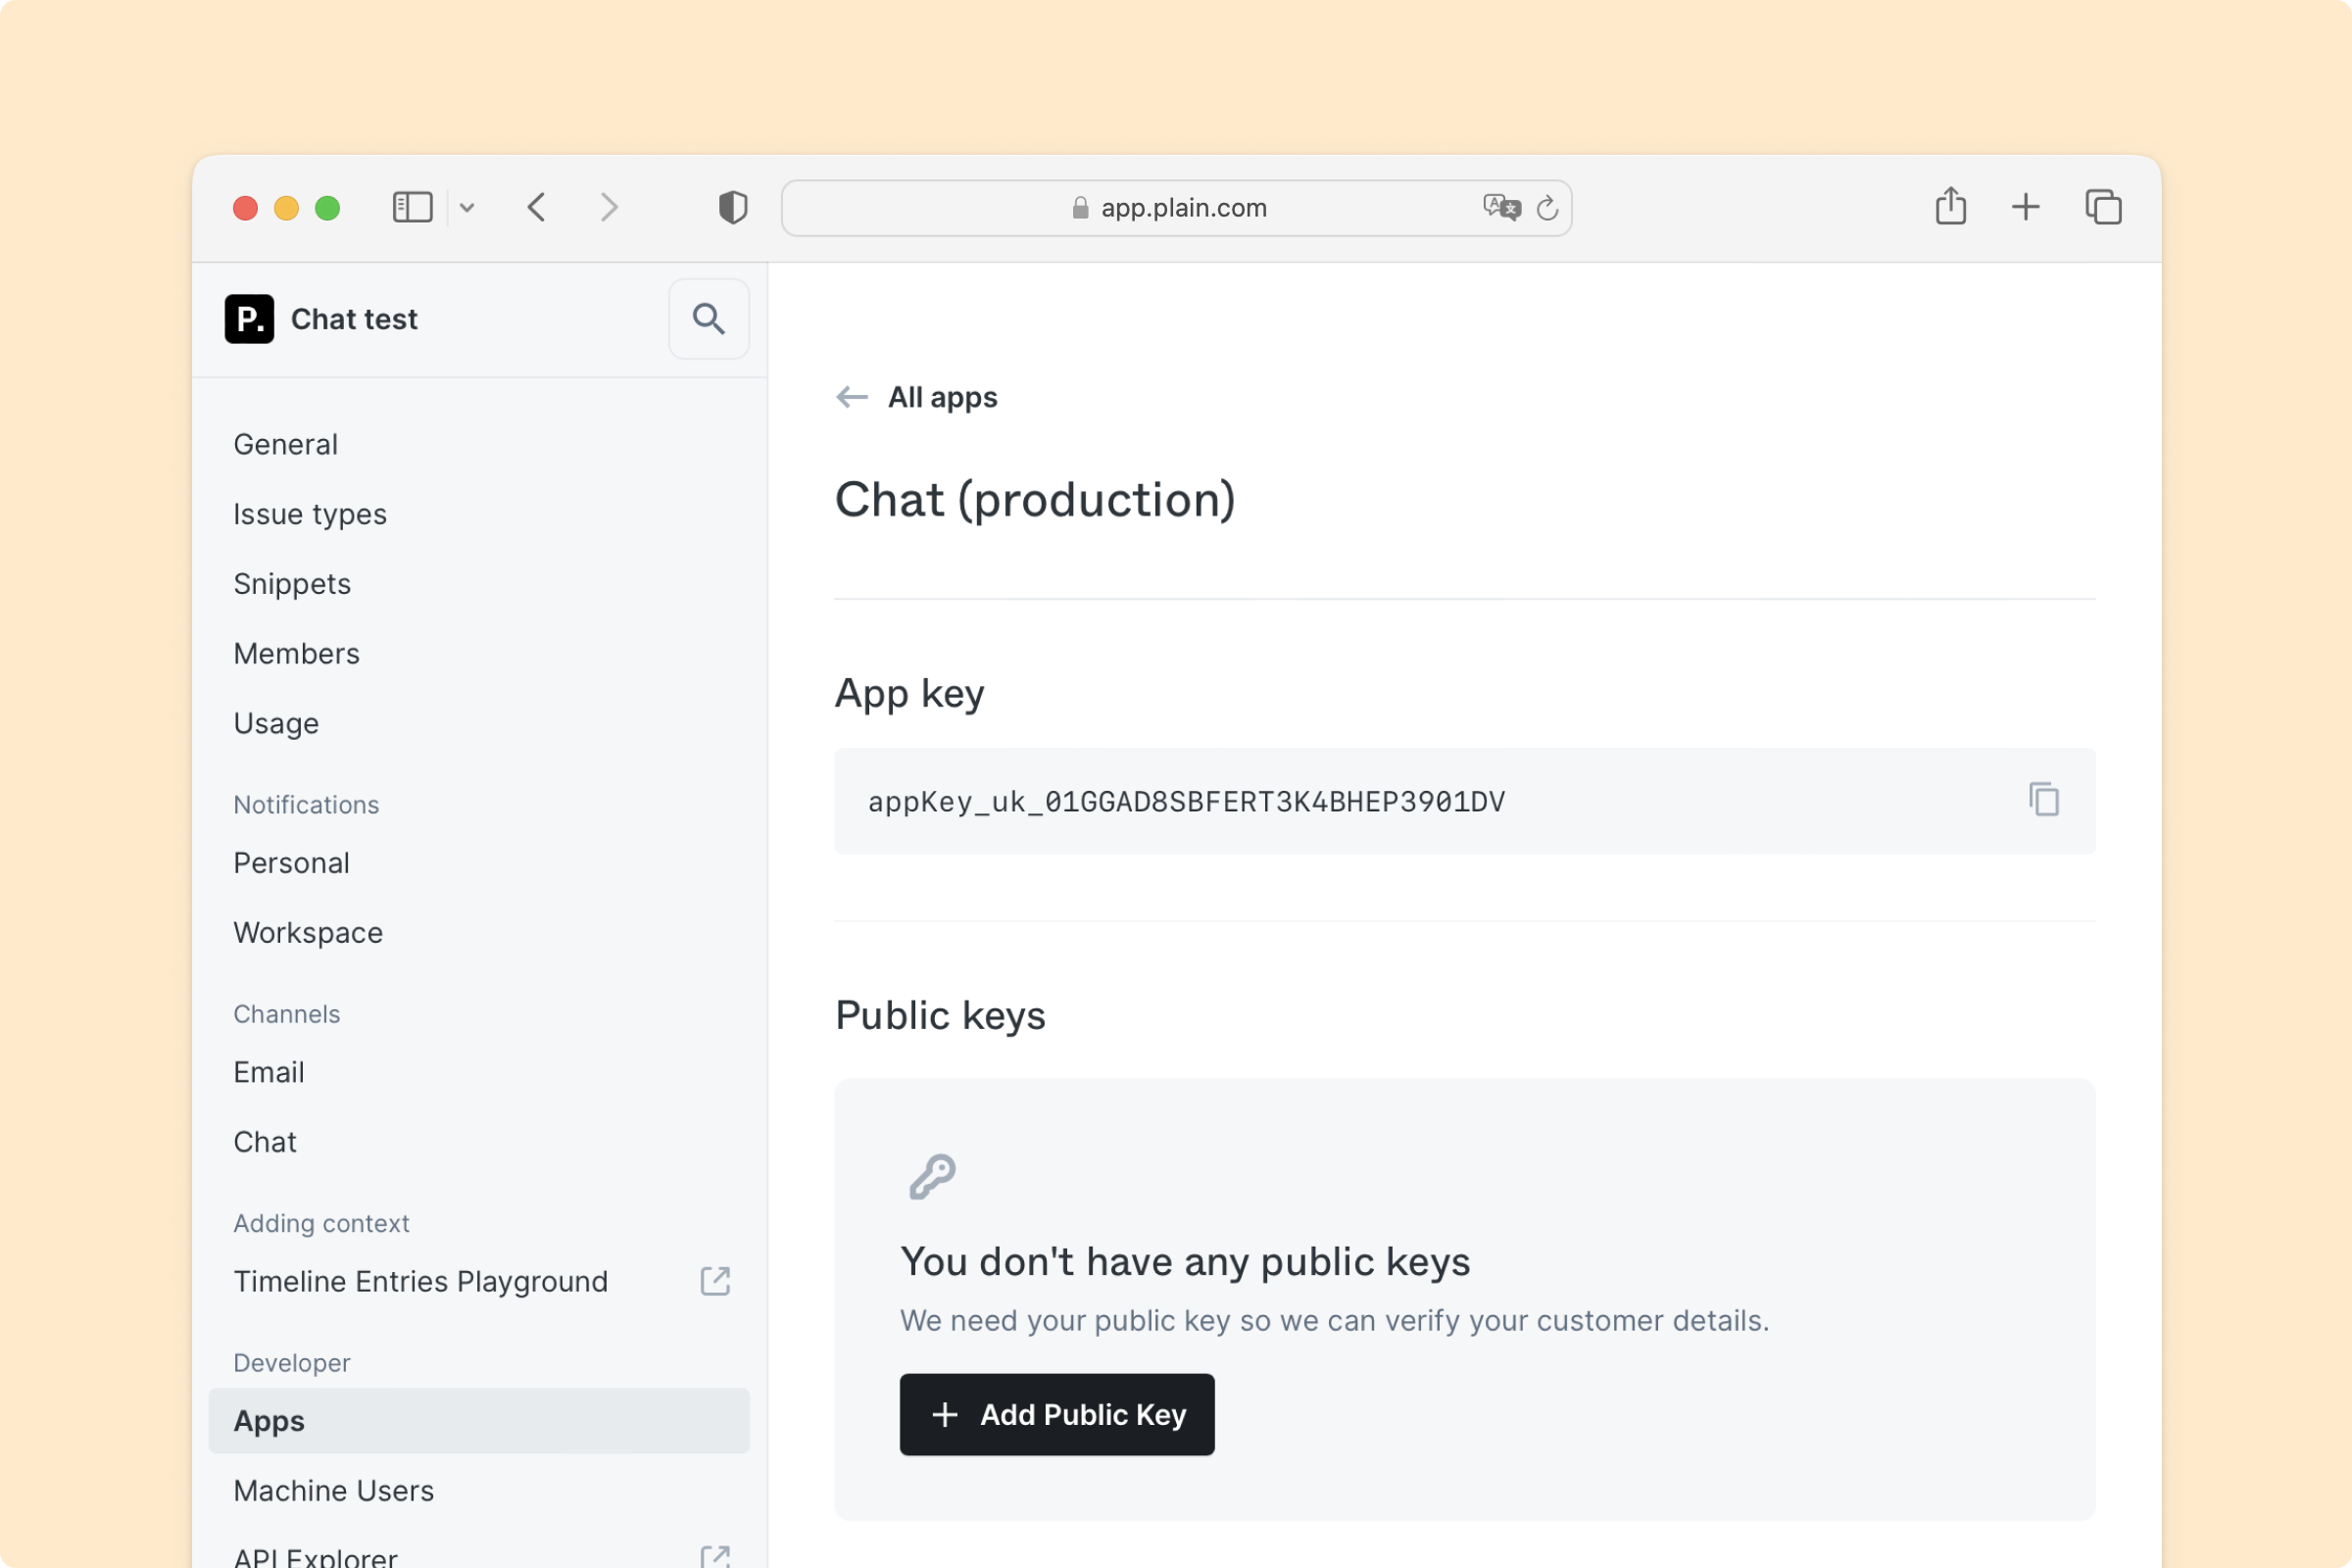 app.plain.com
P. Chat test
General
Issue types
Snippets
Members
Usage
Notifications
Personal
Workspace
Channels
Email
Chat
Adding context
Timeline Entries Playground
Developer
Apps
Machine Users
API Explorer
All apps
Chat (production)
App key
appKey_uk_01GGAD8SBFERT3K4BHEP3901DV
Public keys
You don't have any public keys
We need your public key so we can verify your customer details.
Add Public Key